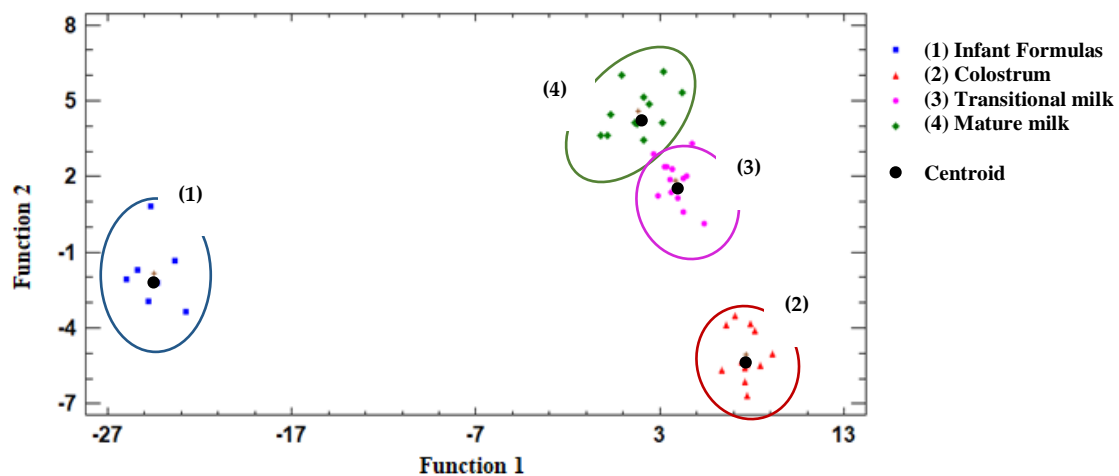 8
5
2
-1
-4
-7
Function 2
-27
-17
-7
3
13
Function 1
(1)
(4)
(3)
(2)
(1) Infant Formulas
(2) Colostrum
(3) Transitional milk
(4) Mature milk
Centroid